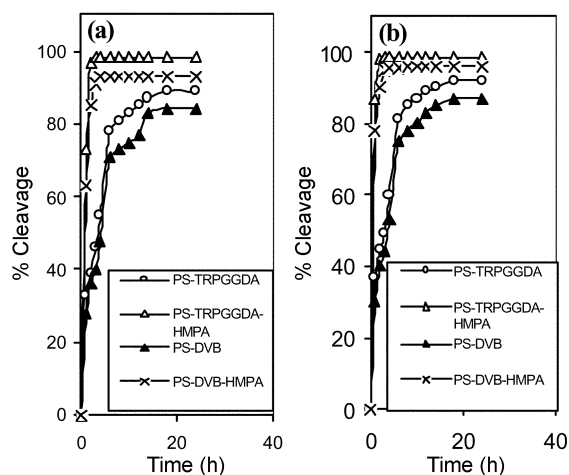 (a)
% Cleavage
100
80
60
40
20
0
PS-TRPGGDA
PS-TRPGGDA-
HMPA
PS-DVB
PS-DVB-HMPA
0
20
40
Time (h)
(b)
% Cleavage
100
80
60
40
20
0
PS-TRPGGDA
PS-TRPGGDA-
HMPA
PS-DVB
PS-DVB-HMPA
0
20
40
Time (h)